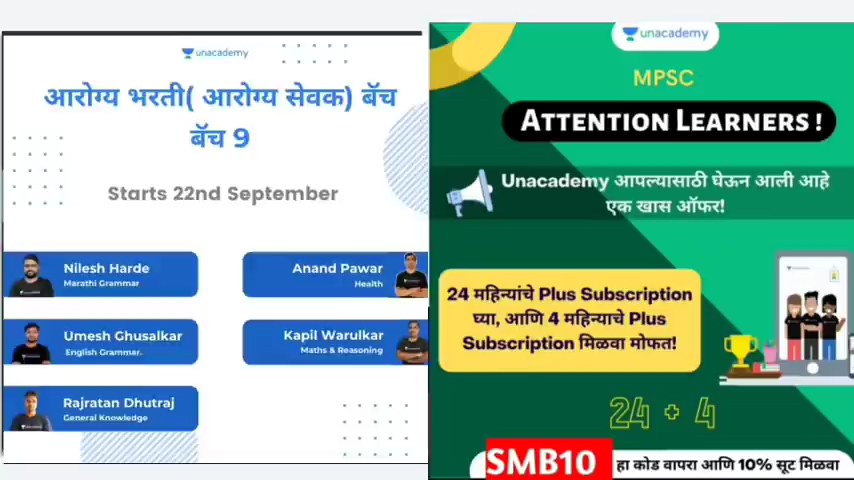 unacademy
आरोग्य भरती( आरोग्य सेवक) बॅच
बॅच 9
Starts 22nd September
Nilesh Harde
Marathi Grammar
Anand Pawar
Health
Umesh Ghusalkar
English Grammar.
Kapil Warulkar
Maths & Reasoning
Rajratan Dhutraj
General Knowledge
unacademy
MPSC
ATTENTION LEARNERS !
Unacademy आपल्यासाठी घेऊन आली आहे
एक खास ऑफर!
24 महिन्यांचे Plus Subscription
घ्या, आणि 4 महिन्याचे Plus
Subscription मिळवा मोफत!
24 + 4
SMB10 हा कोड वापरा आणि 10% सूट मिळवा